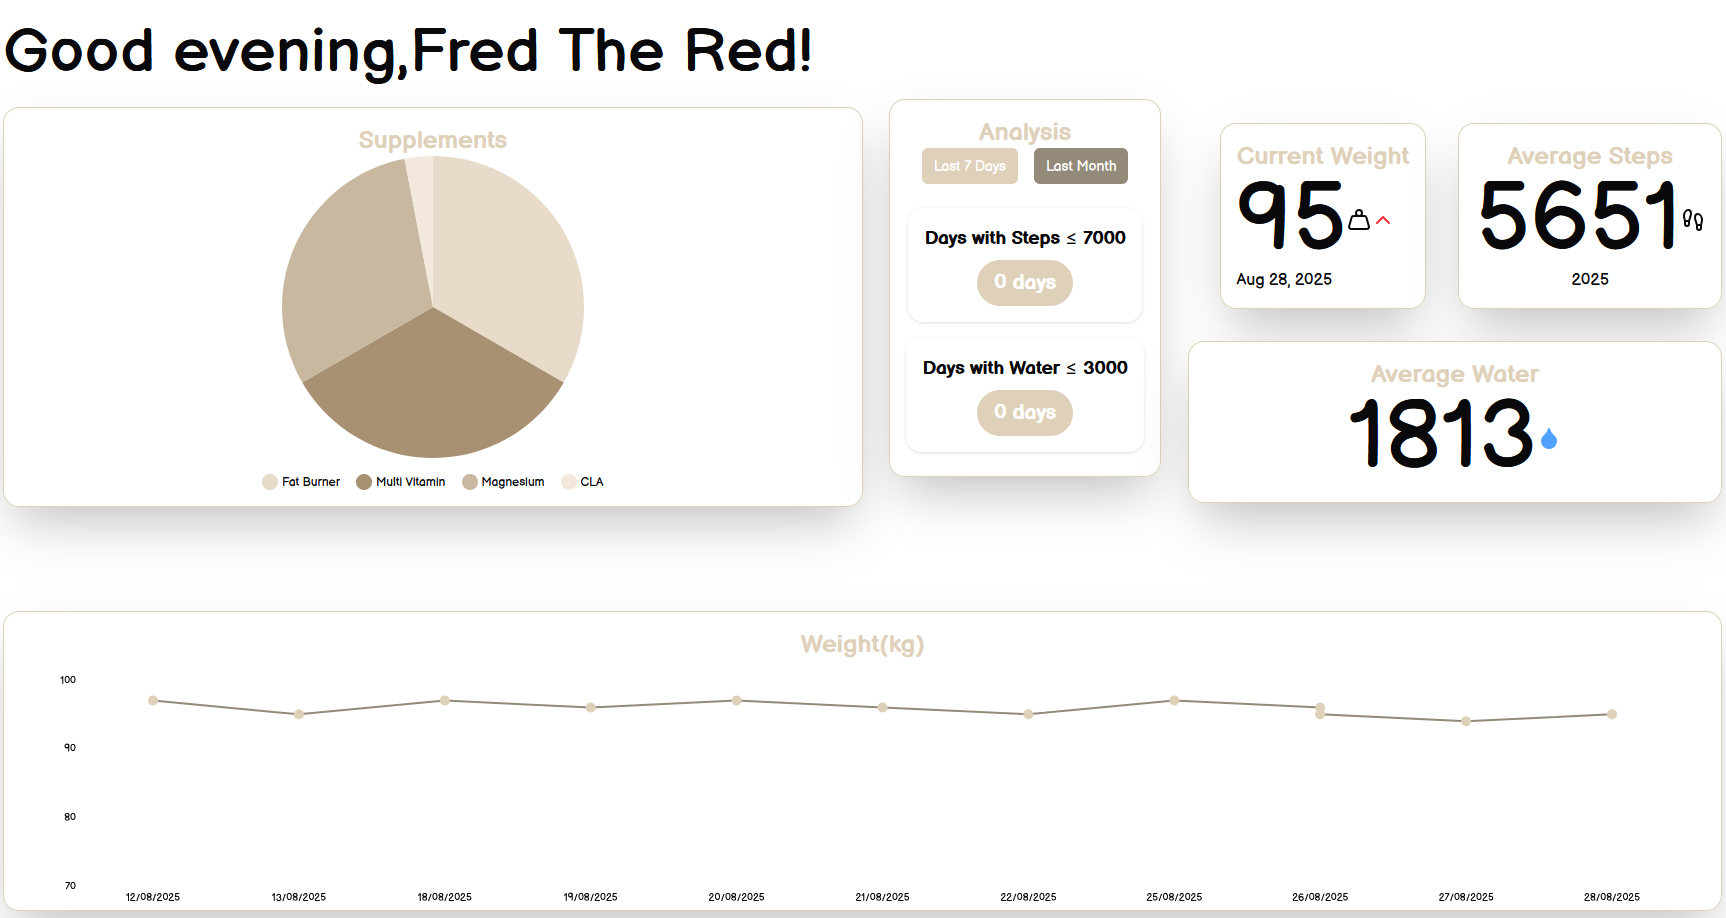 Good evening,Fred The Red!
Supplements
Fat Burner Multi Vitamin Magnesium CLA
Analysis
Last 7 Days Last Month
Days with Steps ≤ 7000
0 days
Days with Water ≤ 3000
0 days
Current Weight
95
Aug 28, 2025
Average Steps
5651
2025
Average Water
1813
Weight(kg)
100
90
80
70
12/08/2025 13/08/2025 18/08/2025 19/08/2025 20/08/2025 21/08/2025 22/08/2025 25/08/2025 26/08/2025 27/08/2025 28/08/2025